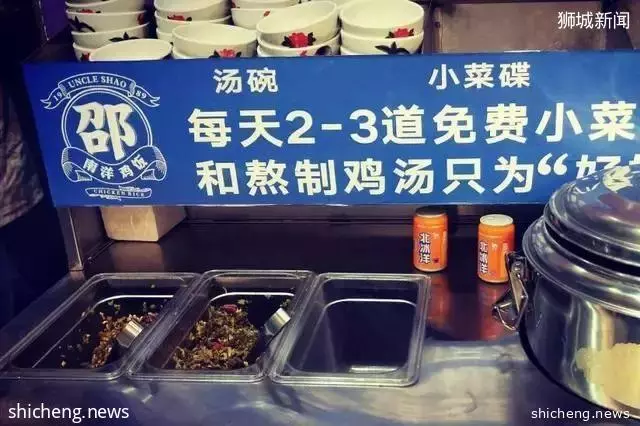 狮城新闻
汤碗 小菜碟
UNCLE SHAO
1989
邵
南洋鸡饭
CHICKEN RICE
每天2-3道免费小菜
和熬制鸡汤只为“好
北冰洋
北冰洋
shicheng.news
shicheng.news